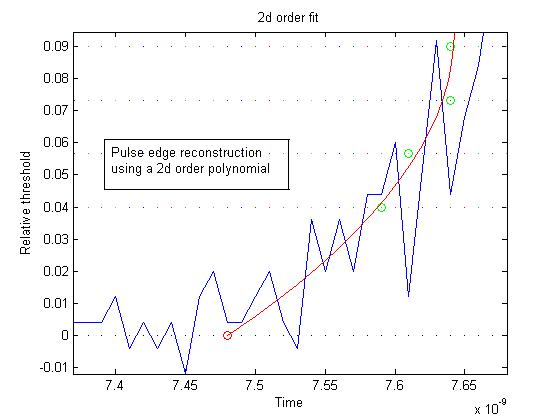 2d order fit
0.09
0.08
0.07
0.06
0.05
0.04
0.03
0.02
0.01
0
-0.01
Relative threshold
Pulse edge reconstruction
using a 2d order polynomial
7.4
7.45
7.5
7.55
7.6
7.65
Time
x 10^-9